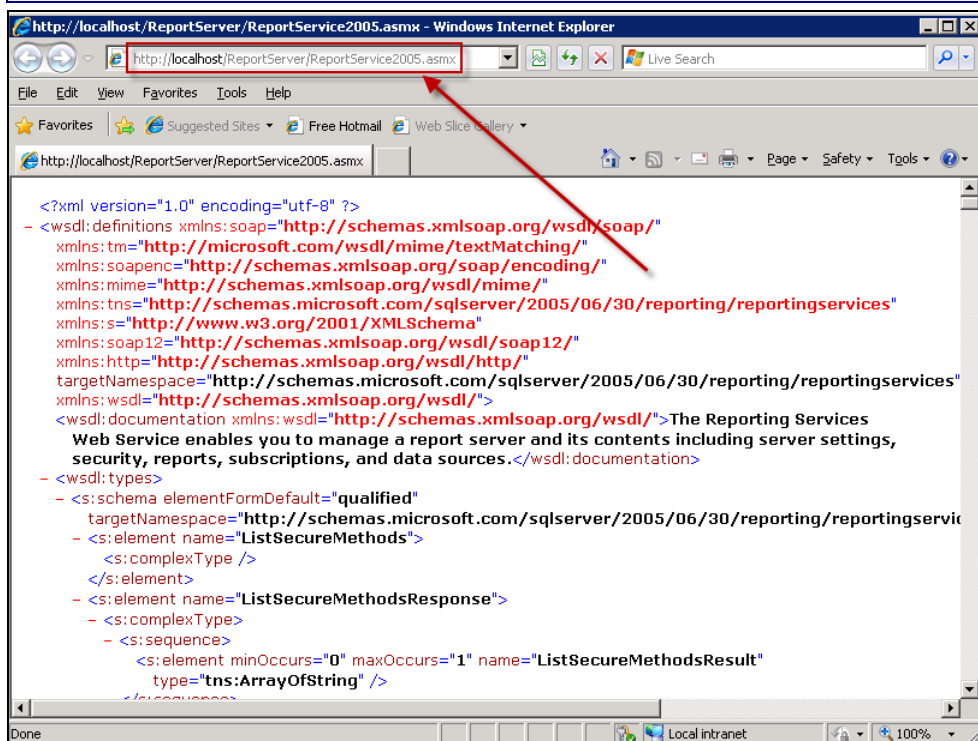 http://localhost/ReportServer/ReportService2005.asmx - Windows Internet Explorer
http://localhost/ReportServer/ReportService2005.asmx
Live Search
File Edit View Favorites Tools Help
Favorites Suggested Sites Free Hotmail Web Slice Gallery
http://localhost/ReportServer/ReportService2005.asmx
Page Safety Tools
<?xml version="1.0" encoding="utf-8" ?>
- <wsdl:definitions xmlns:soap="http://schemas.xmlsoap.org/wsdl/soap/"
xmlns:tm="http://microsoft.com/wsdl/mime/textMatching/"
xmlns:soapenc="http://schemas.xmlsoap.org/soap/encoding/"
xmlns:mime="http://schemas.xmlsoap.org/wsdl/mime/"
xmlns:tns="http://schemas.microsoft.com/sqlserver/2005/06/30/reporting/reportingservices"
xmlns:s="http://www.w3.org/2001/XMLSchema"
xmlns:soap12="http://schemas.xmlsoap.org/wsdl/soap12/"
xmlns:http="http://schemas.xmlsoap.org/wsdl/http/"
targetNamespace="http://schemas.microsoft.com/sqlserver/2005/06/30/reporting/reportingservices"
xmlns:wsdl="http://schemas.xmlsoap.org/wsdl/">
<wsdl:documentation xmlns:wsdl="http://schemas.xmlsoap.org/wsdl/">The Reporting Services
Web Service enables you to manage a report server and its contents including server settings,
security, reports, subscriptions, and data sources.</wsdl:documentation>
- <wsdl:types>
- <s:schema elementFormDefault="qualified"
targetNamespace="http://schemas.microsoft.com/sqlserver/2005/06/30/reporting/reportingservic
- <s:element name="ListSecureMethods">
<s:complexType />
</s:element>
- <s:element name="ListSecureMethodsResponse">
- <s:complexType>
- <s:sequence>
<s:element minOccurs="0" maxOccurs="1" name="ListSecureMethodsResult"
type="tns:ArrayOfString" />
</s:sequence>
Done Local intranet 100%